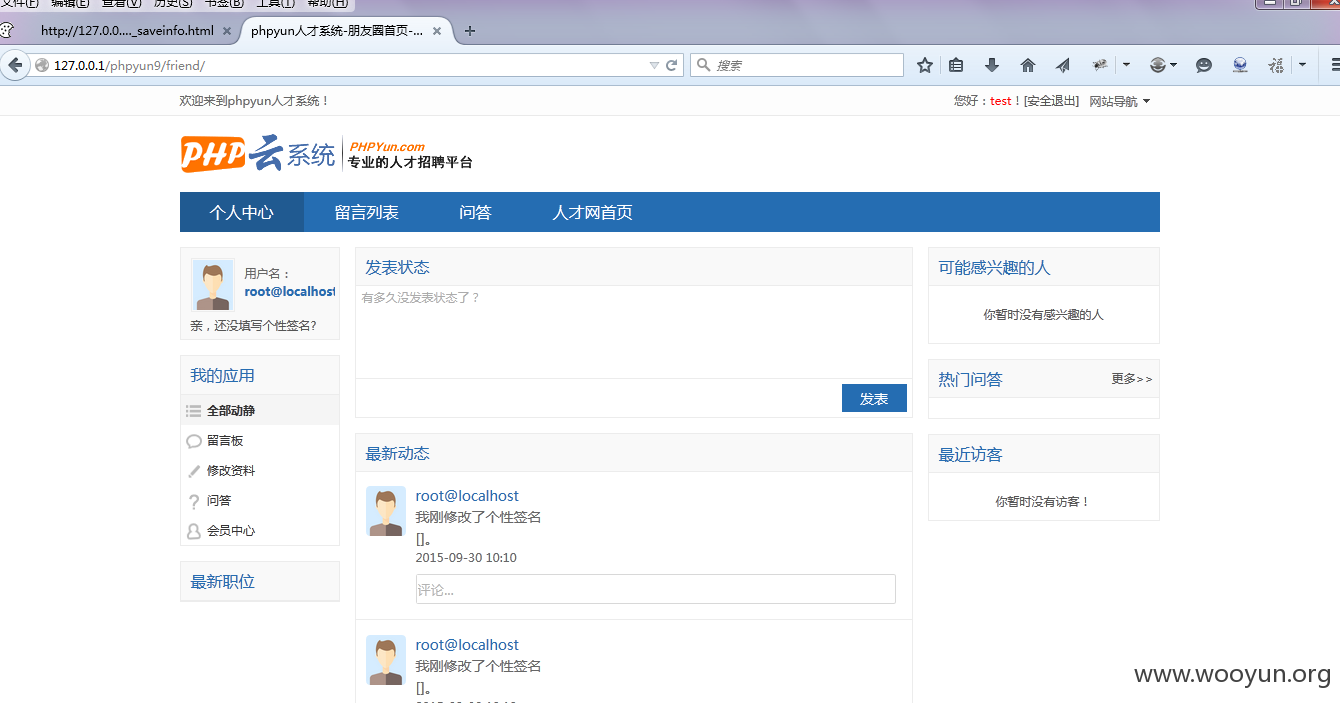 文件(F) 编辑(E) 查看(V) 历史(S) 书签(B) 工具(T) 帮助(H)
http://127.0.0...._saveinfo.html × phpyun人才系统-朋友圈首页-... × +
127.0.0.1/phpyun9/friend/ 搜索
欢迎来到phpyun人才系统！ 您好：test！[安全退出] 网站导航
PHP云系统 PHPYun.com
专业的人才招聘平台
个人中心 留言列表 问答 人才网首页
用户名：
root@localhost
亲，还没填写个性签名?
我的应用
全部动静
留言板
修改资料
问答
会员中心
最新职位
发表状态
有多久没发表状态了？
发表
最新动态
root@localhost
我刚修改了个性签名
[]。
2015-09-30 10:10
评论...
root@localhost
我刚修改了个性签名
[]。
可能感兴趣的人
你暂时没有感兴趣的人
热门问答 更多>>
最近访客
你暂时没有访客！
www.wooyun.org